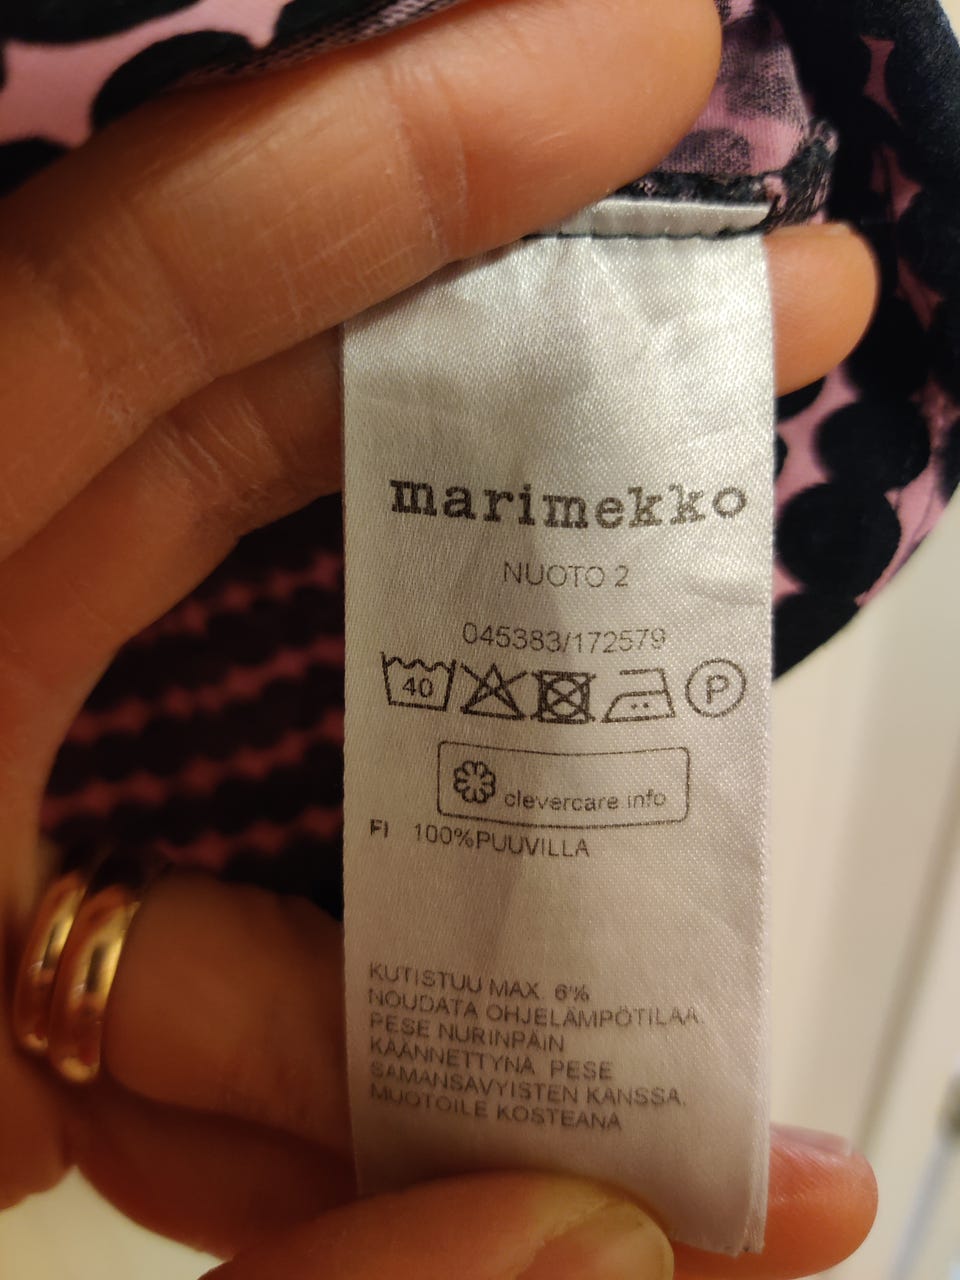 marimekko
NUOTO 2
045383/172579
40 P
clevercare.info
FI 100%PUUVILLA
KUTISTUU MAX. 6%
NOUDATA OHJELÄMPÖTILAA.
PESE NURINPÄIN
KÄÄNNETTYNÄ PESE
SAMANSÄVYISTEN KANSSA.
MUOTOILE KOSTEANA